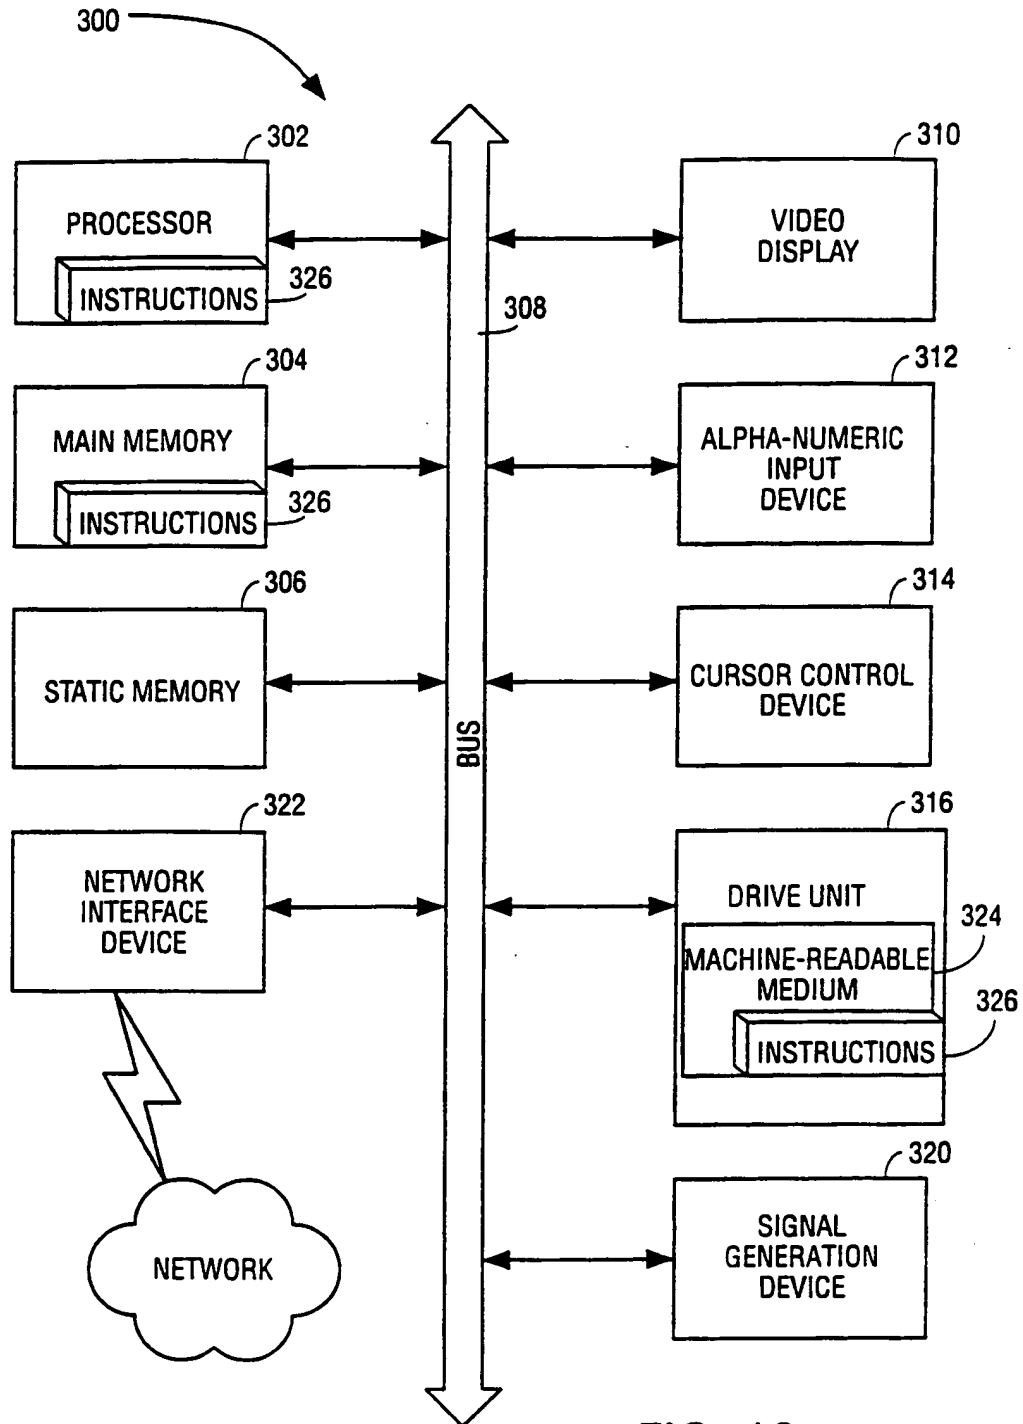 300
302
PROCESSOR
INSTRUCTIONS
326
304
MAIN MEMORY
INSTRUCTIONS
326
306
STATIC MEMORY
322
NETWORK
INTERFACE
DEVICE
NETWORK
308
BUS
310
VIDEO
DISPLAY
312
ALPHA-NUMERIC
INPUT
DEVICE
314
CURSOR CONTROL
DEVICE
316
DRIVE UNIT
324
MACHINE-READABLE
MEDIUM
326
INSTRUCTIONS
320
SIGNAL
GENERATION
DEVICE